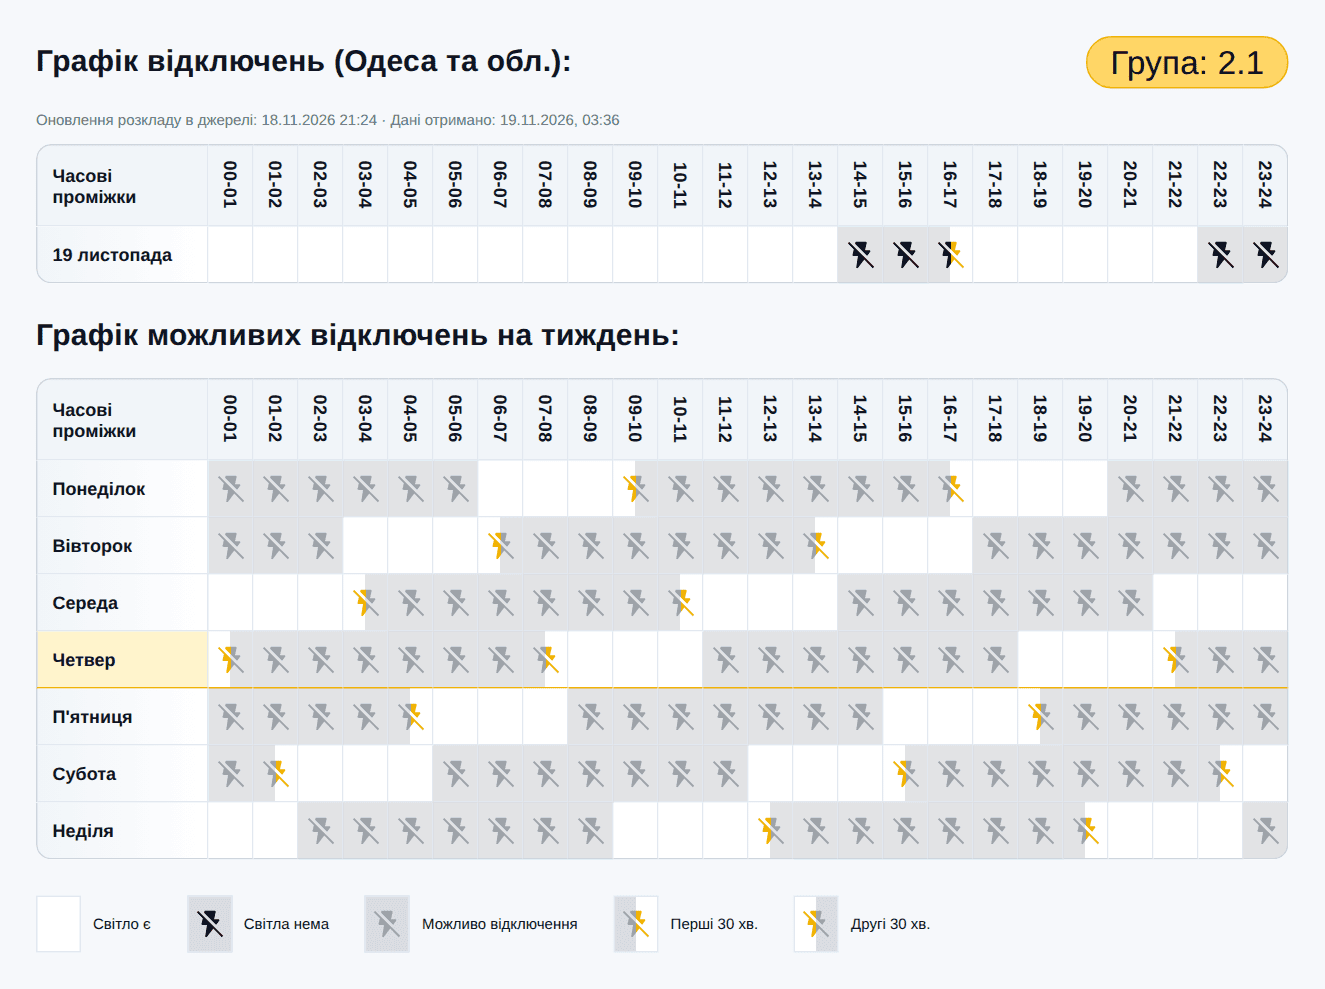 Графік відключень (Одеса та обл.):
Група: 2.1
Оновлення розкладу в джерелі: 18.11.2026 21:24 · Дані отримано: 19.11.2026, 03:36
Часові
проміжки
00-01 01-02 02-03 03-04 04-05 05-06 06-07 07-08 08-09 09-10 10-11 11-12 12-13 13-14 14-15 15-16 16-17 17-18 18-19 19-20 20-21 21-22 22-23 23-24
19 листопада
Графік можливих відключень на тиждень:
Часові
проміжки
00-01 01-02 02-03 03-04 04-05 05-06 06-07 07-08 08-09 09-10 10-11 11-12 12-13 13-14 14-15 15-16 16-17 17-18 18-19 19-20 20-21 21-22 22-23 23-24
Понеділок
Вівторок
Середа
Четвер
П'ятниця
Субота
Неділя
Світло є
Світла нема
Можливо відключення
Перші 30 хв.
Другі 30 хв.